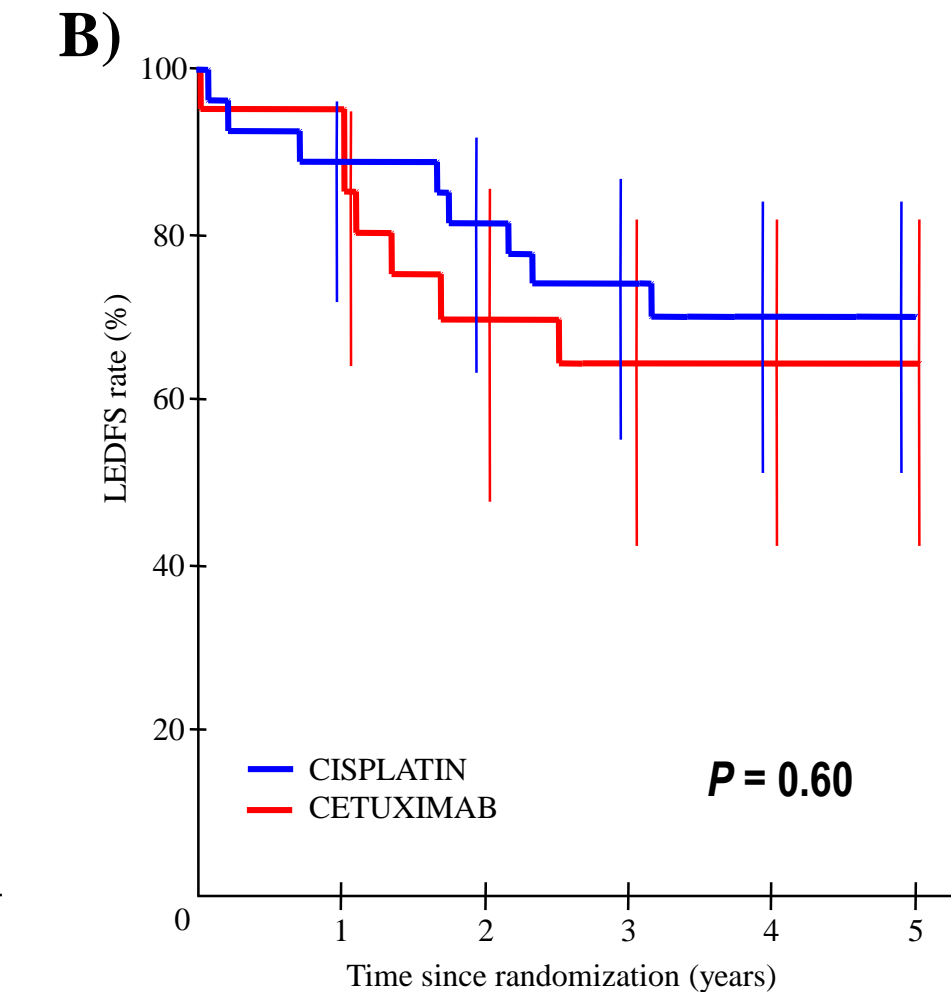 B)
100
80
60
40
20
0
LEDFS rate (%)
CISPLATIN
CETUXIMAB
P = 0.60
1 2 3 4 5
Time since randomization (years)